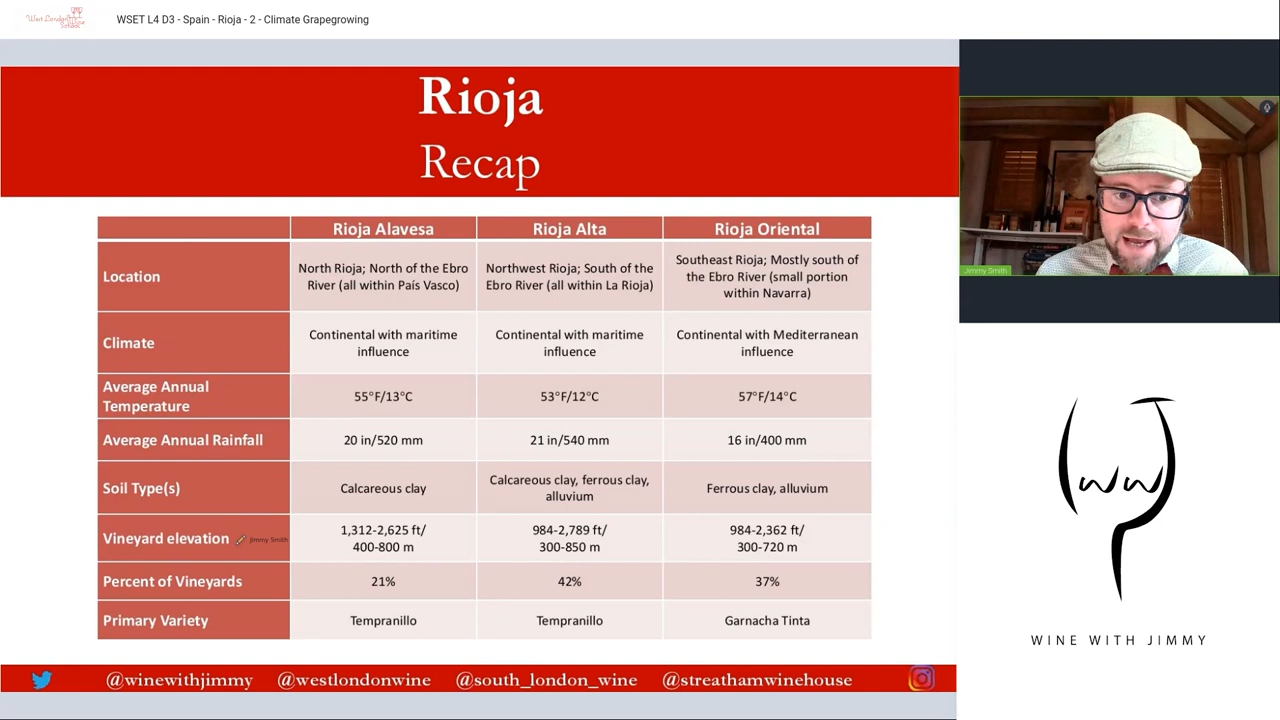 West London
Wine
School
WSET L4 D3 - Spain - Rioja - 2 - Climate Grapegrowing
Rioja
Recap
Rioja Alavesa Rioja Alta Rioja Oriental
Location
North Rioja; North of the Ebro
River (all within País Vasco)
Northwest Rioja; South of the
Ebro River (all within La Rioja)
Southeast Rioja; Mostly south of
the Ebro River (small portion
within Navarra)
Climate
Continental with maritime
influence
Continental with maritime
influence
Continental with Mediterranean
influence
Average Annual
Temperature
55°F/13°C 53°F/12°C 57°F/14°C
Average Annual Rainfall 20 in/520 mm 21 in/540 mm 16 in/400 mm
Soil Type(s)
Calcareous clay
Calcareous clay, ferrous clay,
alluvium
Ferrous clay, alluvium
Vineyard elevation
Jimmy Smith
1,312-2,625 ft/
400-800 m
984-2,789 ft/
300-850 m
984-2,362 ft/
300-720 m
Percent of Vineyards 21% 42% 37%
Primary Variety Tempranillo Tempranillo Garnacha Tinta
@winewithjimmy @westlondonwine @south_london_wine @streathamwinehouse
Jimmy Smith
WW
WINE WITH JIMMY